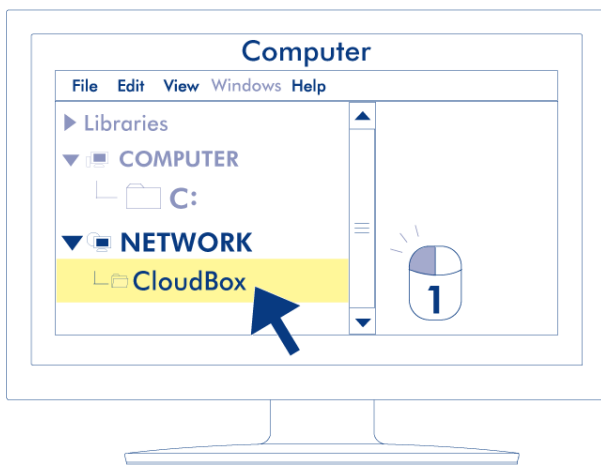 Computer
File Edit View Windows Help
Libraries
COMPUTER
C:
NETWORK
CloudBox
1